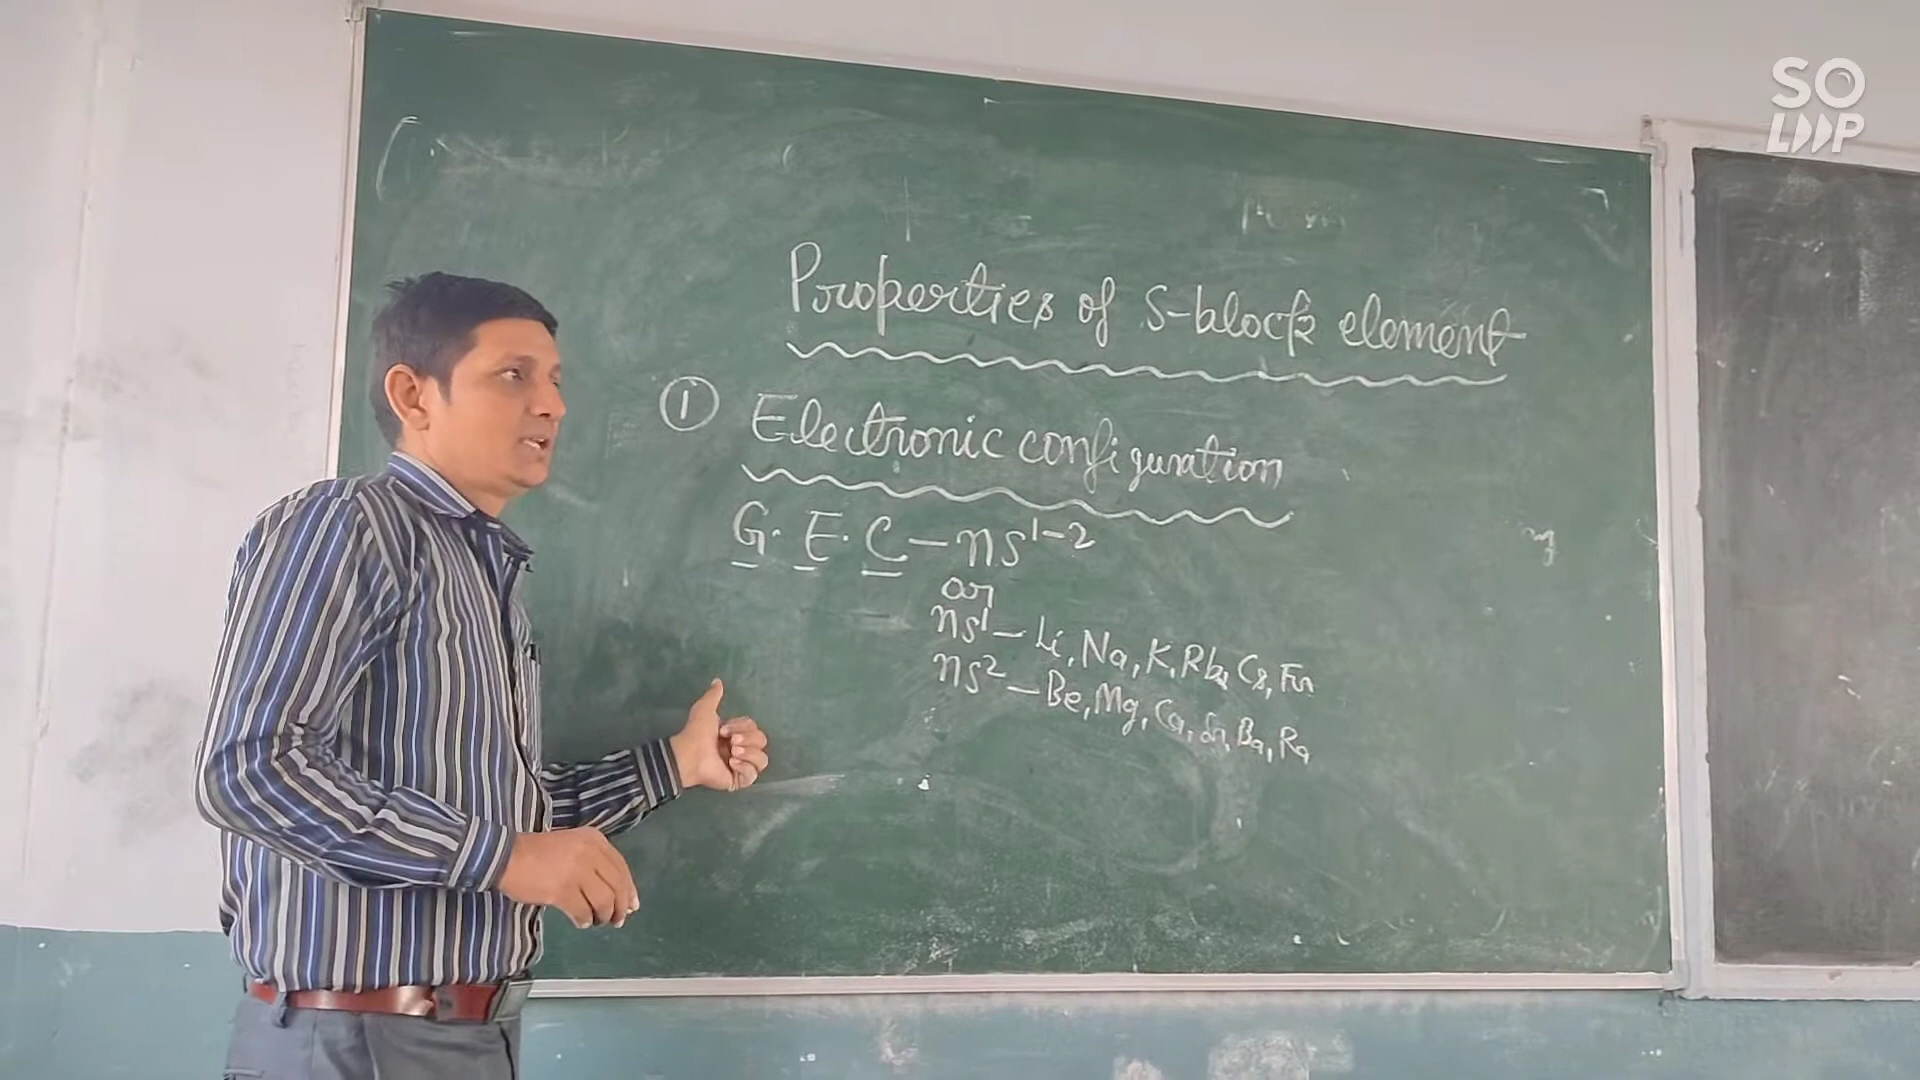 SO
LOOP
Properties of S-block element
① Electronic configuration
G. E. C - ns¹⁻²
or
ns¹ - Li, Na, K, Rb, Cs, Fr
ns² - Be, Mg, Ca, Sr, Ba, Ra